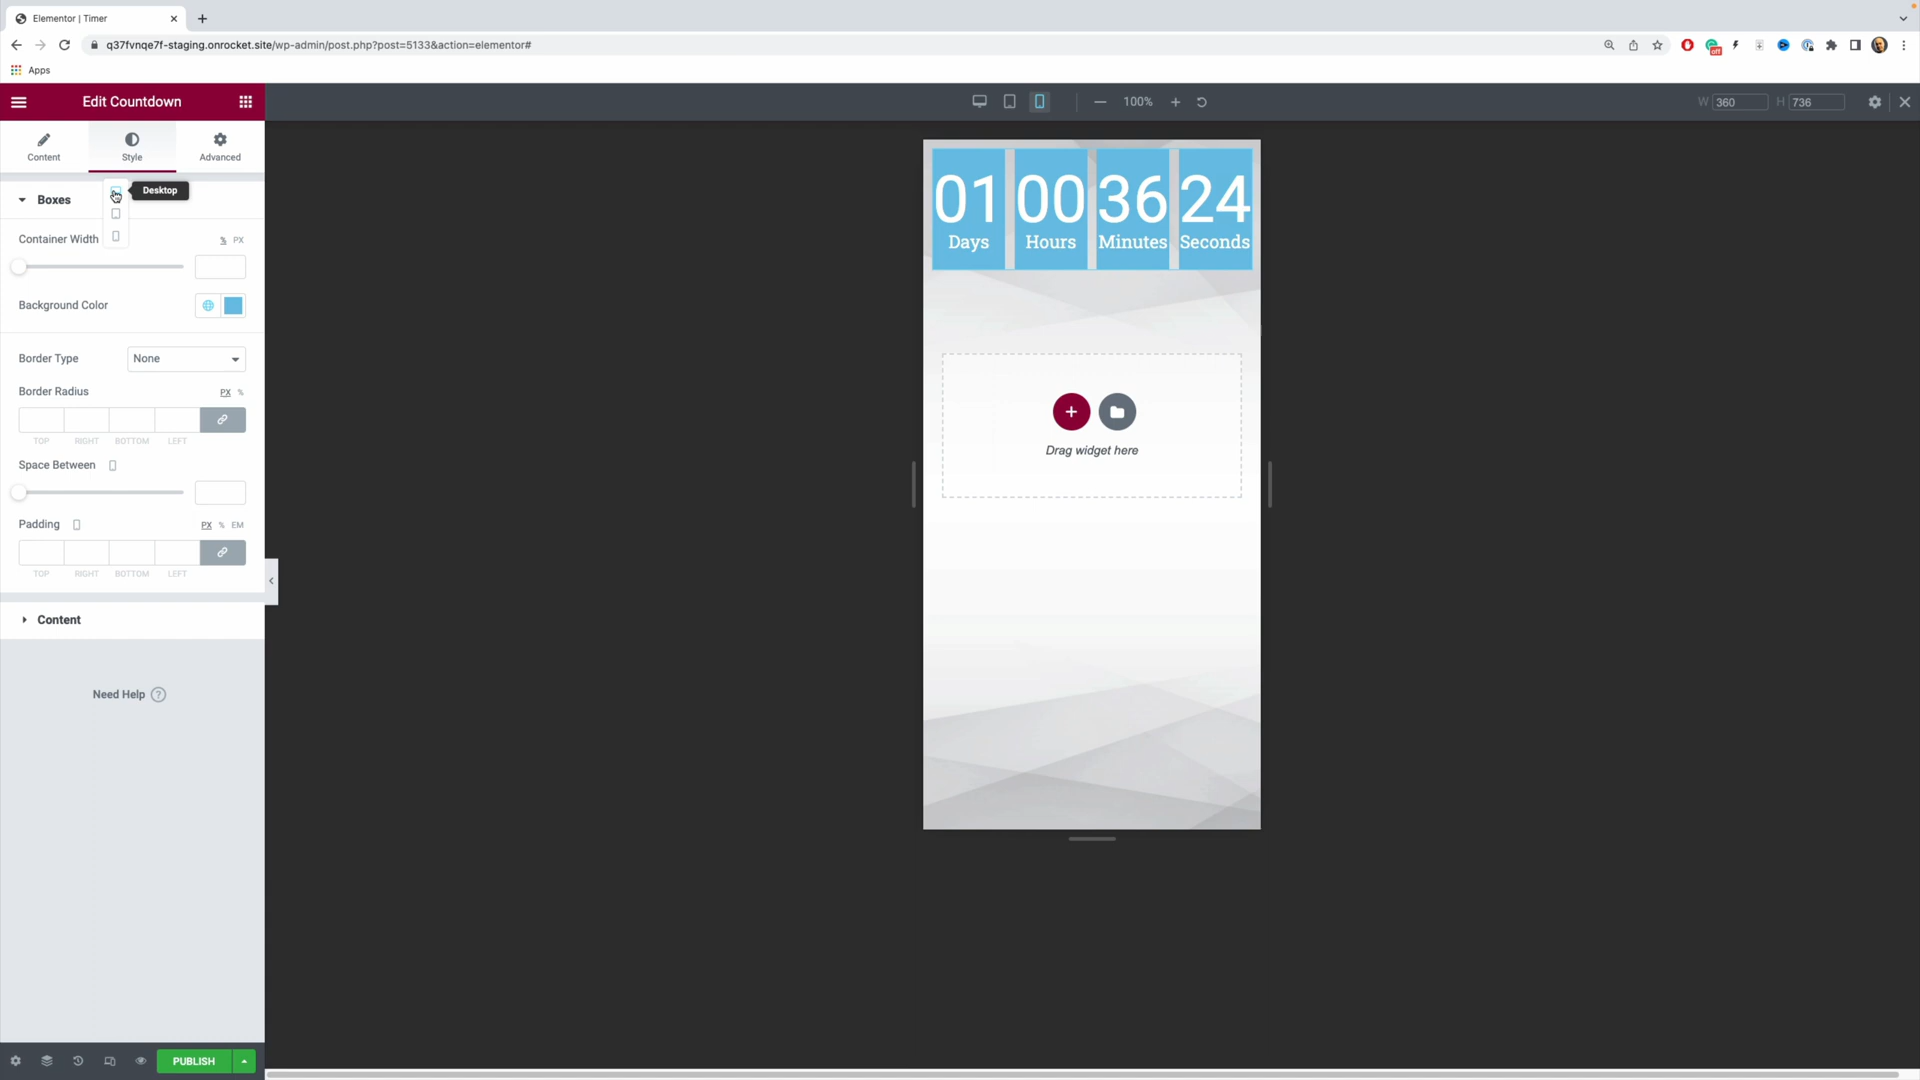 Elementor | Timer
q37fvnqe7f-staging.onrocket.site/wp-admin/post.php?post=5133&action=elementor#
off
Apps
Edit Countdown
100%
W 360 H 736
Content Style Advanced
Desktop
Boxes
Container Width % PX
Background Color
Border Type None
Border Radius PX %
TOP RIGHT BOTTOM LEFT
Space Between
Padding PX % EM
TOP RIGHT BOTTOM LEFT
Content
Need Help ?
PUBLISH
01 00 36 24
Days Hours Minutes Seconds
Drag widget here